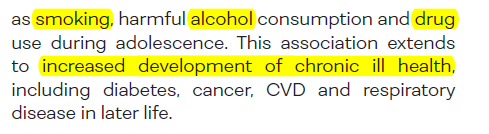 as smoking, harmful alcohol consumption and drug
use during adolescence. This association extends
to increased development of chronic ill health,
including diabetes, cancer, CVD and respiratory
disease in later life.